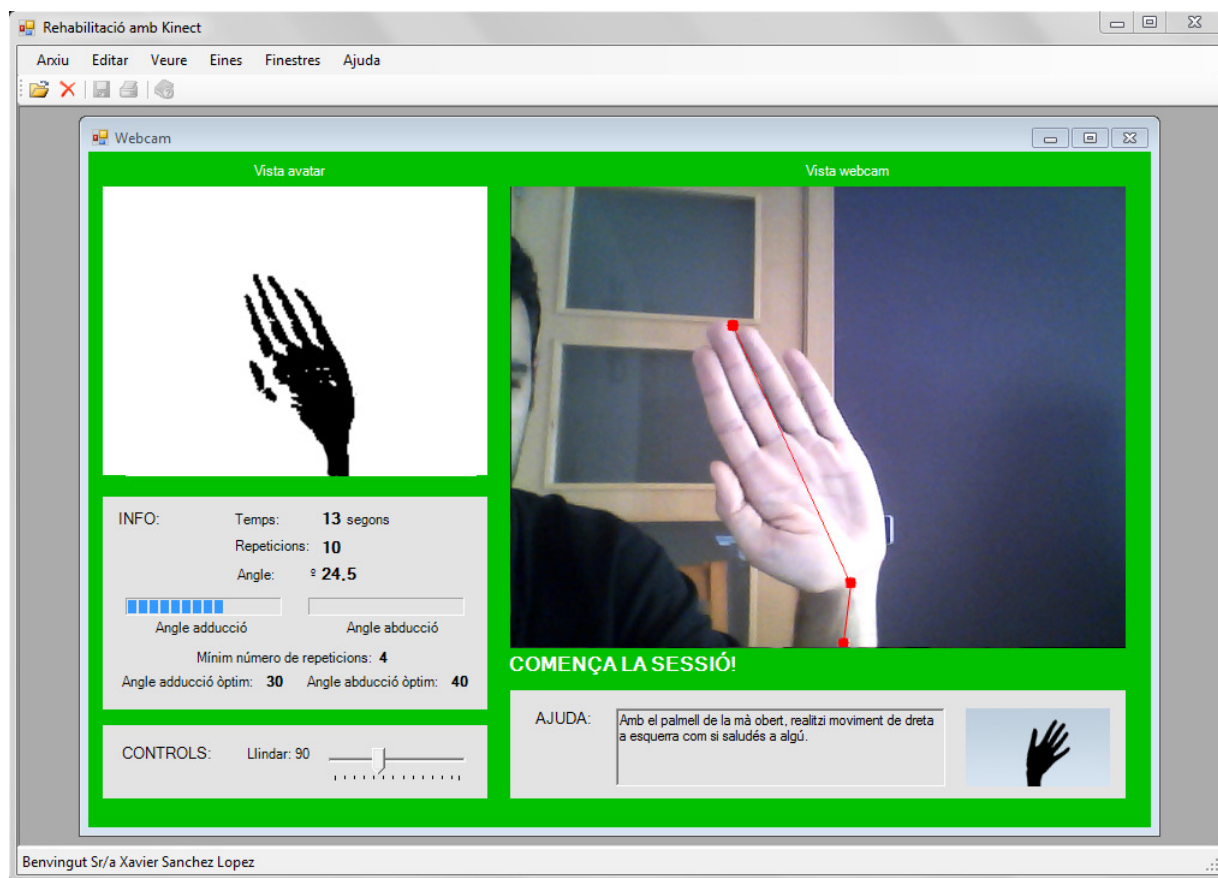 Rehabilitació amb Kinect
Arxiu Editar Veure Eines Finestres Ajuda
Webcam
Vista avatar
Vista webcam
INFO:
Temps: 13 segons
Repeticions: 10
Angle: º 24.5
Angle adducció
Angle abducció
Mínim número de repeticions: 4
Angle adducció òptim: 30
Angle abducció òptim: 40
CONTROLS:
Llindar: 90
COMENÇA LA SESSIÓ!
AJUDA:
Amb el palmell de la mà obert, realitzi moviment de dreta
a esquerra com si saludés a algú.
Benvingut Sr/a Xavier Sanchez Lopez